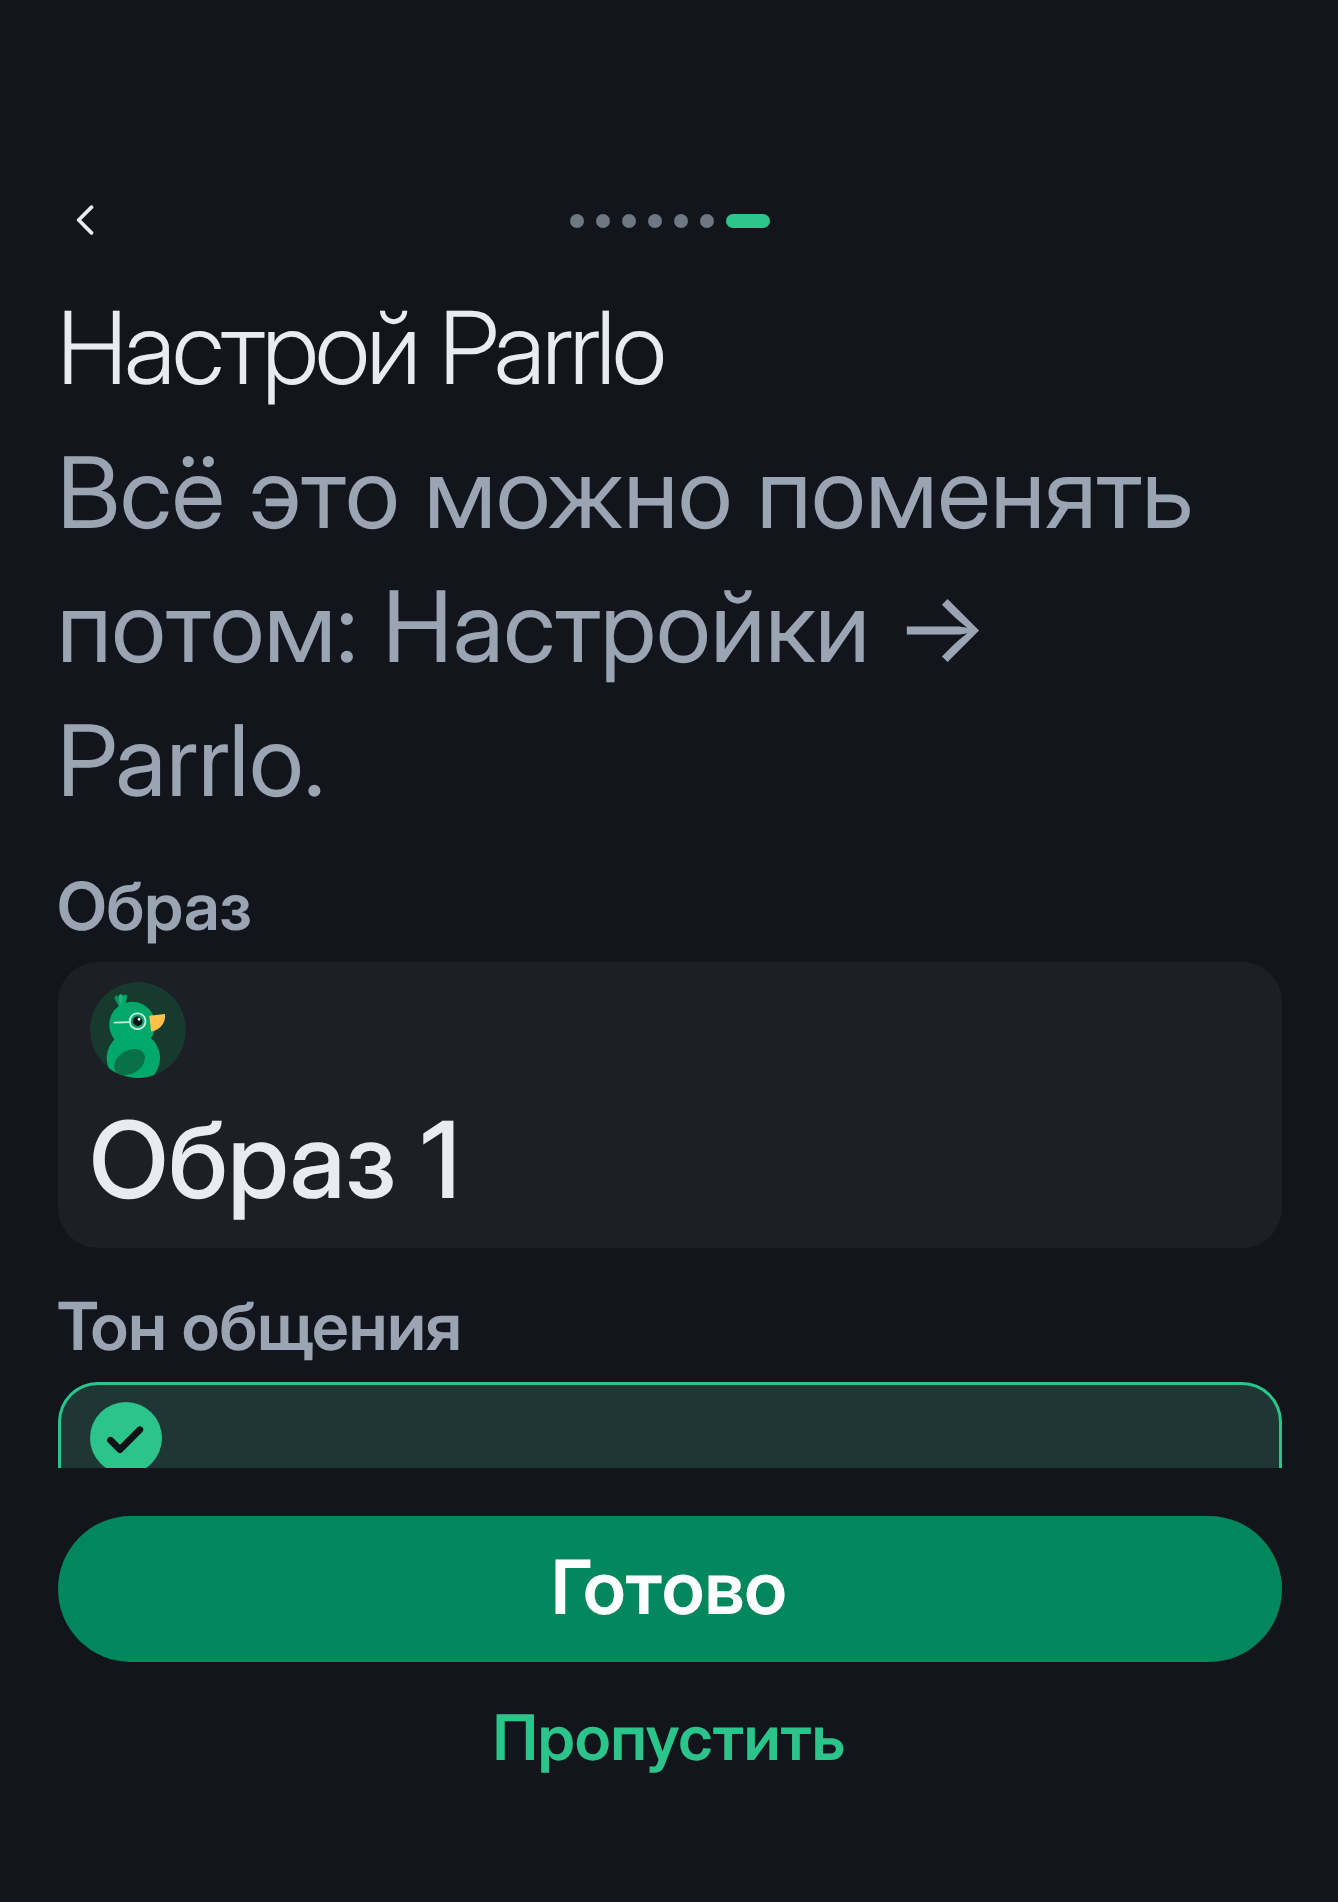 Настрой Parrlo
Всё это можно поменять
потом: Настройки →
Parrlo.
Образ
Образ 1
Тон общения
Готово
Пропустить